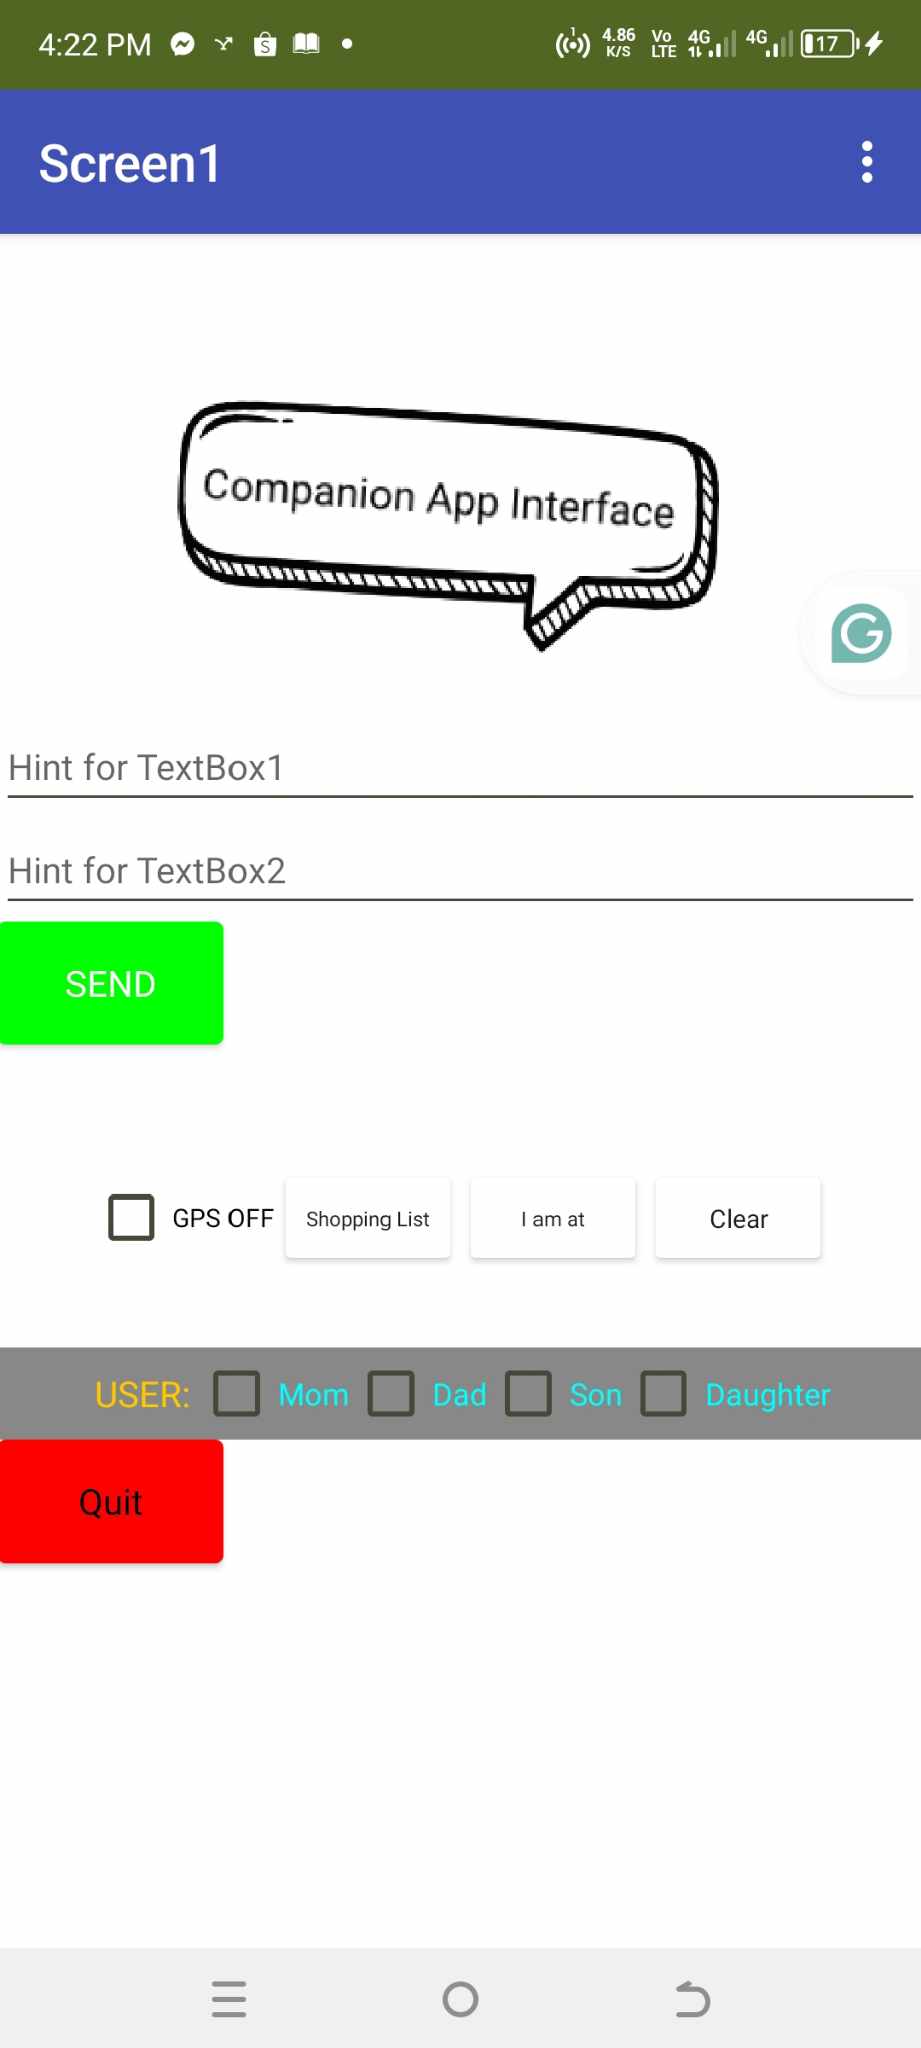 4:22 PM 1 4.86 K/S Vo LTE 4G 4G 17
Screen1
Companion App Interface
G
Hint for TextBox1
Hint for TextBox2
SEND
GPS OFF Shopping List I am at Clear
USER: Mom Dad Son Daughter
Quit